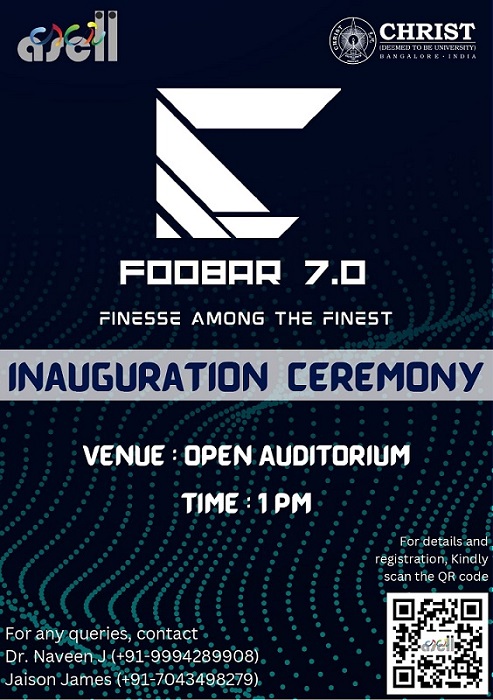 ascii
CHRIST
(DEEMED TO BE UNIVERSITY)
BANGALORE · INDIA
FOOBAR 7.0
FINESSE AMONG THE FINEST
INAUGURATION CEREMONY
VENUE : OPEN AUDITORIUM
TIME : 1 PM
For details and
registration, Kindly
scan the QR code
ascii
For any queries, contact
Dr. Naveen J (+91-9994289908)
Jaison James (+91-7043498279)